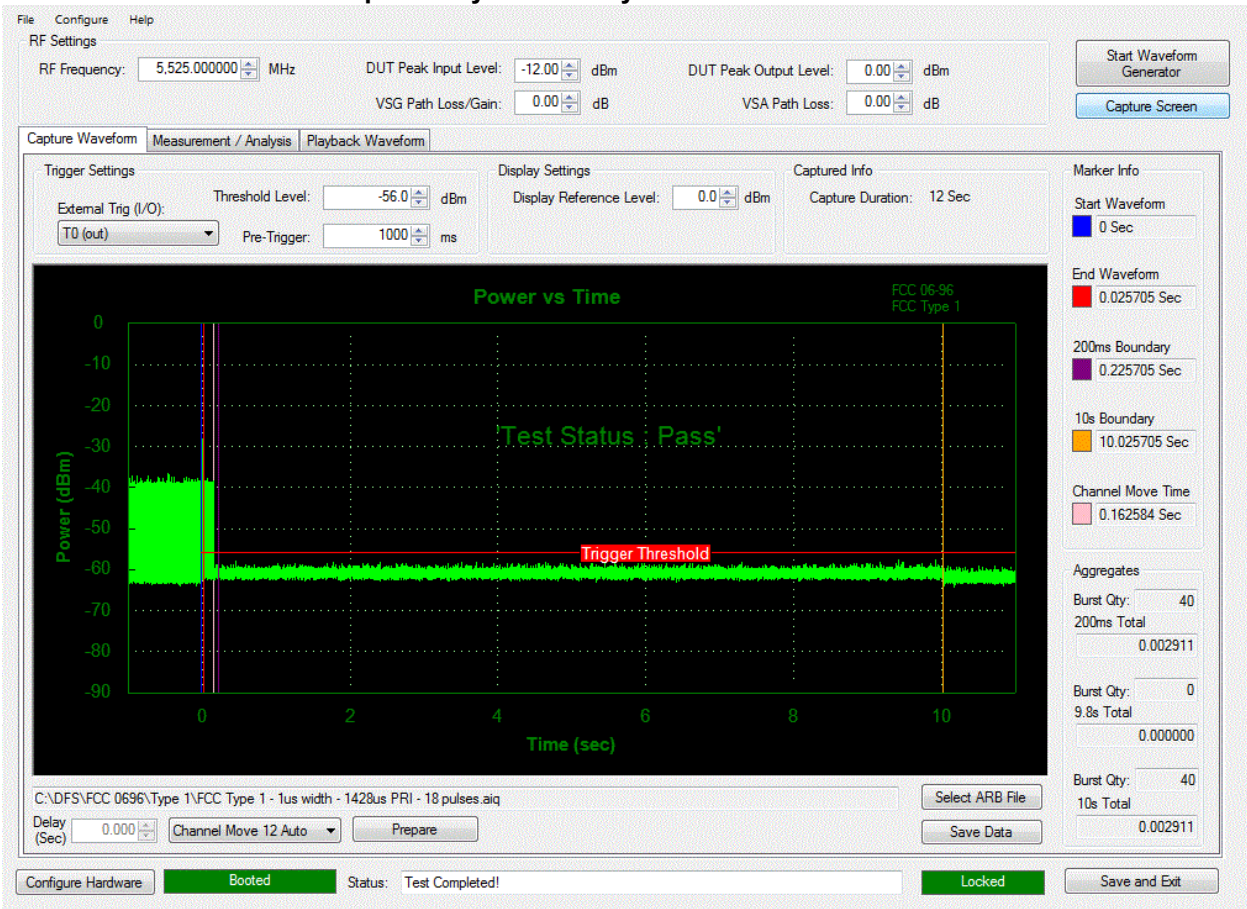 File Configure Help
RF Settings
RF Frequency: 5,525.000000 MHz DUT Peak Input Level: -12.00 dBm DUT Peak Output Level: 0.00 dBm
VSG Path Loss/Gain: 0.00 dB VSA Path Loss: 0.00 dB
Start Waveform
Generator
Capture Screen
Capture Waveform Measurement / Analysis Playback Waveform
Trigger Settings
Threshold Level: -56.0 dBm
External Trig (I/O):
T0 (out)
Pre-Trigger: 1000 ms
Display Settings
Display Reference Level: 0.0 dBm
Captured Info
Capture Duration: 12 Sec
Marker Info
Start Waveform
0 Sec
End Waveform
0.025705 Sec
200ms Boundary
0.225705 Sec
10s Boundary
10.025705 Sec
Channel Move Time
0.162584 Sec
Power vs Time
FCC 06-96
FCC Type 1
0
-10
-20
-30
-40
-50
-60
-70
-80
-90
Power (dBm)
'Test Status : Pass'
Trigger Threshold
0 2 4 6 8 10
Time (sec)
Aggregates
Burst Qty: 40
200ms Total
0.002911
Burst Qty: 0
9.8s Total
0.000000
Burst Qty: 40
10s Total
0.002911
C:\DFS\FCC 0696\Type 1\FCC Type 1 - 1us width - 1428us PRI - 18 pulses.aiq
Select ARB File
Delay
(Sec) 0.000 Channel Move 12 Auto Prepare
Save Data
Configure Hardware Booted Status: Test Completed! Locked Save and Exit